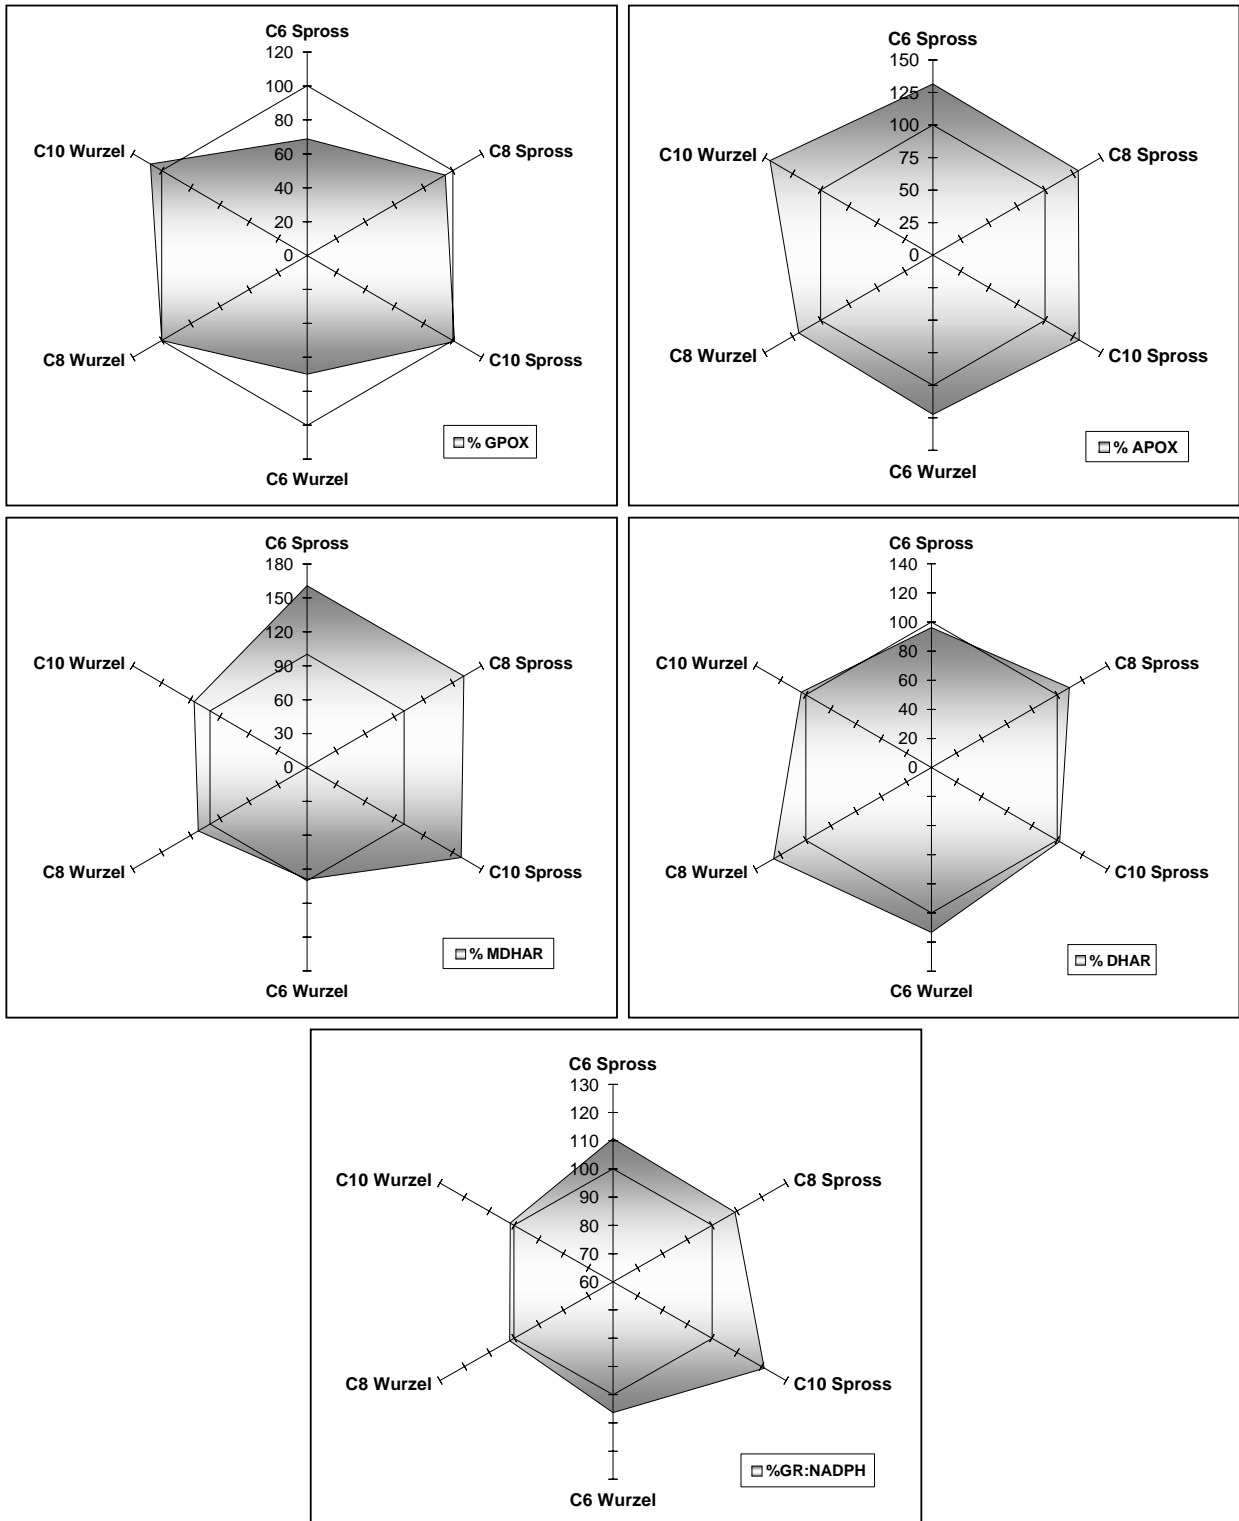 C6 Spross
120
100
80
60
40
20
0
C8 Spross
C10 Spross
C6 Wurzel
C8 Wurzel
C10 Wurzel
% GPOX
C6 Spross
150
125
100
75
50
25
0
C8 Spross
C10 Spross
C6 Wurzel
C8 Wurzel
C10 Wurzel
% APOX
C6 Spross
180
150
120
90
60
30
0
C8 Spross
C10 Spross
C6 Wurzel
C8 Wurzel
C10 Wurzel
% MDHAR
C6 Spross
140
120
100
80
60
40
20
0
C8 Spross
C10 Spross
C6 Wurzel
C8 Wurzel
C10 Wurzel
% DHAR
C6 Spross
130
120
110
100
90
80
70
60
C8 Spross
C10 Spross
C6 Wurzel
C8 Wurzel
C10 Wurzel
%GR:NADPH